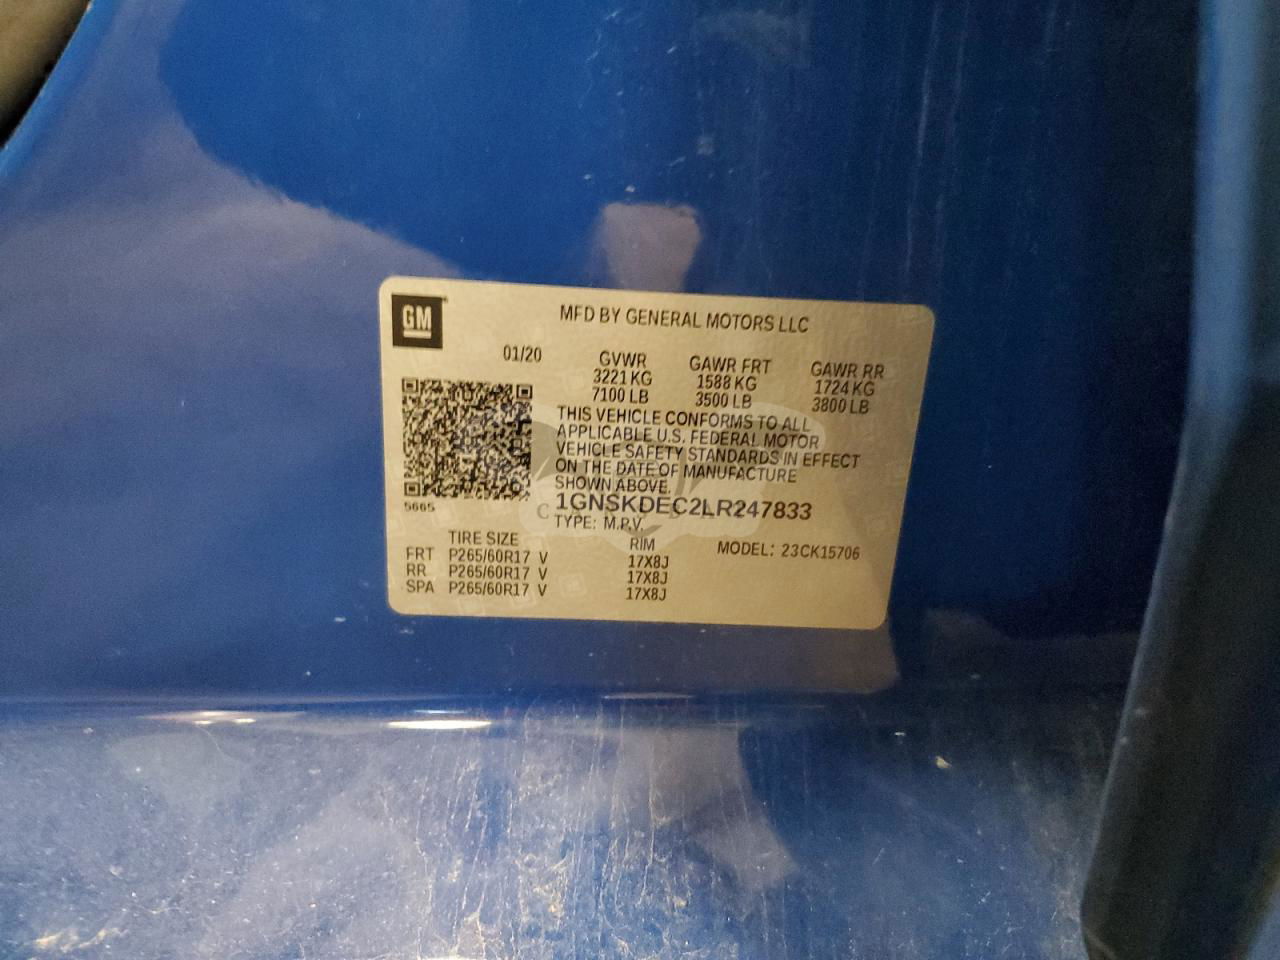 GM
MFD BY GENERAL MOTORS LLC
01/20
GVWR GAWR FRT GAWR RR
3221 KG 1588 KG 1724 KG
7100 LB 3500 LB 3800 LB
THIS VEHICLE CONFORMS TO ALL
APPLICABLE U.S. FEDERAL MOTOR
VEHICLE SAFETY STANDARDS IN EFFECT
ON THE DATE OF MANUFACTURE
SHOWN ABOVE.
5665
1GNSKDEC2LR247833
TYPE: M.P.V.
TIRE SIZE RIM MODEL: 23CK15706
FRT P265/60R17 V 17X8J
RR P265/60R17 V 17X8J
SPA P265/60R17 V 17X8J